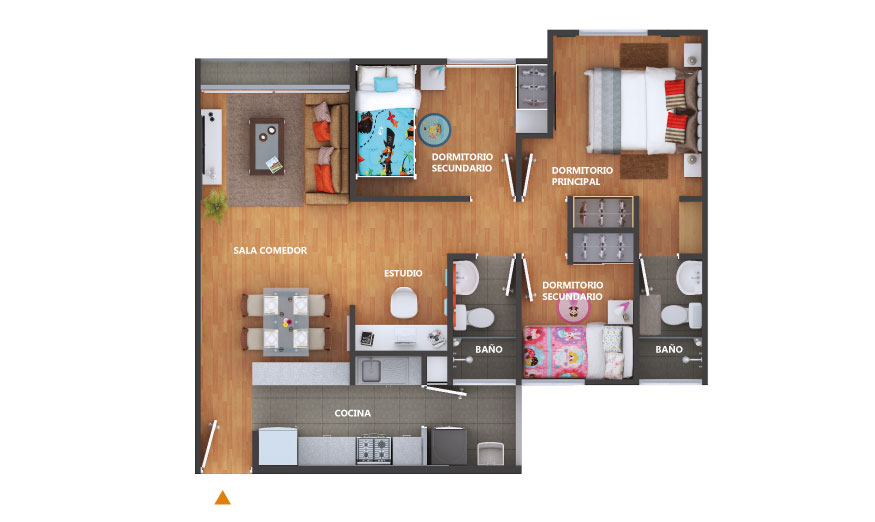 DORMITORIO
SECUNDARIO
DORMITORIO
PRINCIPAL
SALA COMEDOR
ESTUDIO
DORMITORIO
SECUNDARIO
BAÑO
BAÑO
COCINA